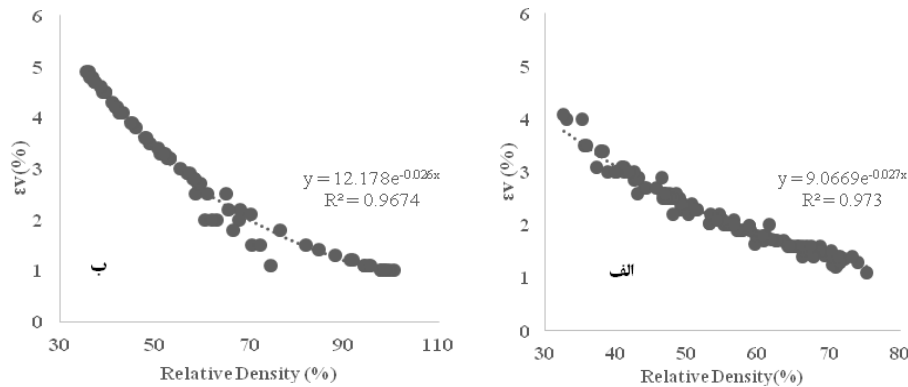 6
5
4
3
2
1
0
εv(%)
y = 12.178e-0.026x
R² = 0.9674
ب
30 50 70 90 110
Relative Density (%)
6
5
4
3
2
1
0
εv(%)
y = 9.0669e-0.027x
R² = 0.973
الف
30 40 50 60 70 80
Relative Density(%)